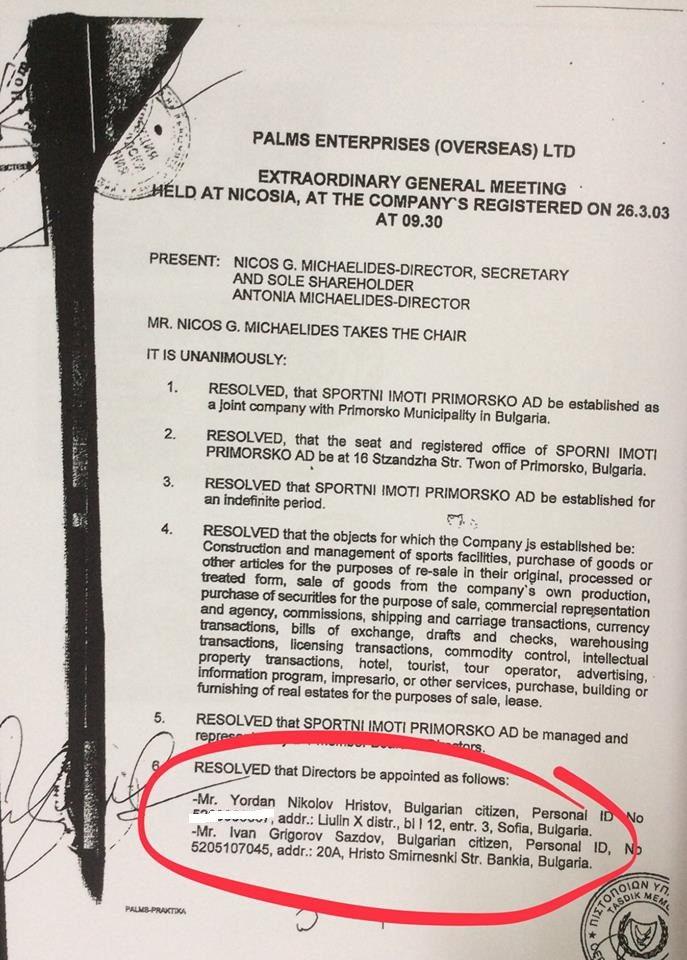 PALMS ENTERPRISES (OVERSEAS) LTD
EXTRAORDINARY GENERAL MEETING
HELD AT NICOSIA, AT THE COMPANY`S REGISTERED ON 26.3.03
AT 09.30
PRESENT: NICOS G. MICHAELIDES-DIRECTOR, SECRETARY
AND SOLE SHAREHOLDER
ANTONIA MICHAELIDES-DIRECTOR
MR. NICOS G. MICHAELIDES TAKES THE CHAIR
IT IS UNANIMOUSLY:
1. RESOLVED, that SPORTNI IMOTI PRIMORSKO AD be established as
a joint company with Primorsko Municipality in Bulgaria.
2. RESOLVED, that the seat and registered office of SPORNI IMOTI
PRIMORSKO AD be at 16 Stzandzha Str. Twon of Primorsko, Bulgaria.
3. RESOLVED that SPORTNI IMOTI PRIMORSKO AD be established for
an indefinite period.
4. RESOLVED that the objects for which the Company is established be:
Construction and management of sports facilities, purchase of goods or
other articles for the purposes of re-sale in their original, processed or
treated form, sale of goods from the company`s own production,
purchase of securities for the purpose of sale, commercial representation
and agency, commissions, shipping and carriage transactions, currency
transactions, bills of exchange, drafts and checks, warehousing
transactions, licensing transactions, commodity control, intellectual
property transactions, hotel, tourist, tour operator, advertising,
information program, impresario, or other services, purchase, building or
furnishing of real estates for the purposes of sale, lease.
5. RESOLVED that SPORTNI IMOTI PRIMORSKO AD be managed and
Directors.
6. RESOLVED that Directors be appointed as follows:
-Mr. Yordan Nikolov Hristov, Bulgarian citizen, Personal ID No
addr.: Liulin X distr., bl I 12, entr. 3, Sofia, Bulgaria.
-Mr. Ivan Grigorov Sazdov, Bulgarian citizen, Personal ID, No
5205107045, addr.: 20A, Hristo Smirnesnki Str. Bankia, Bulgaria.
PALMS-PRAKTIKA
ΠΙΣΤΟΠΟΙΩΝ
TASDIK